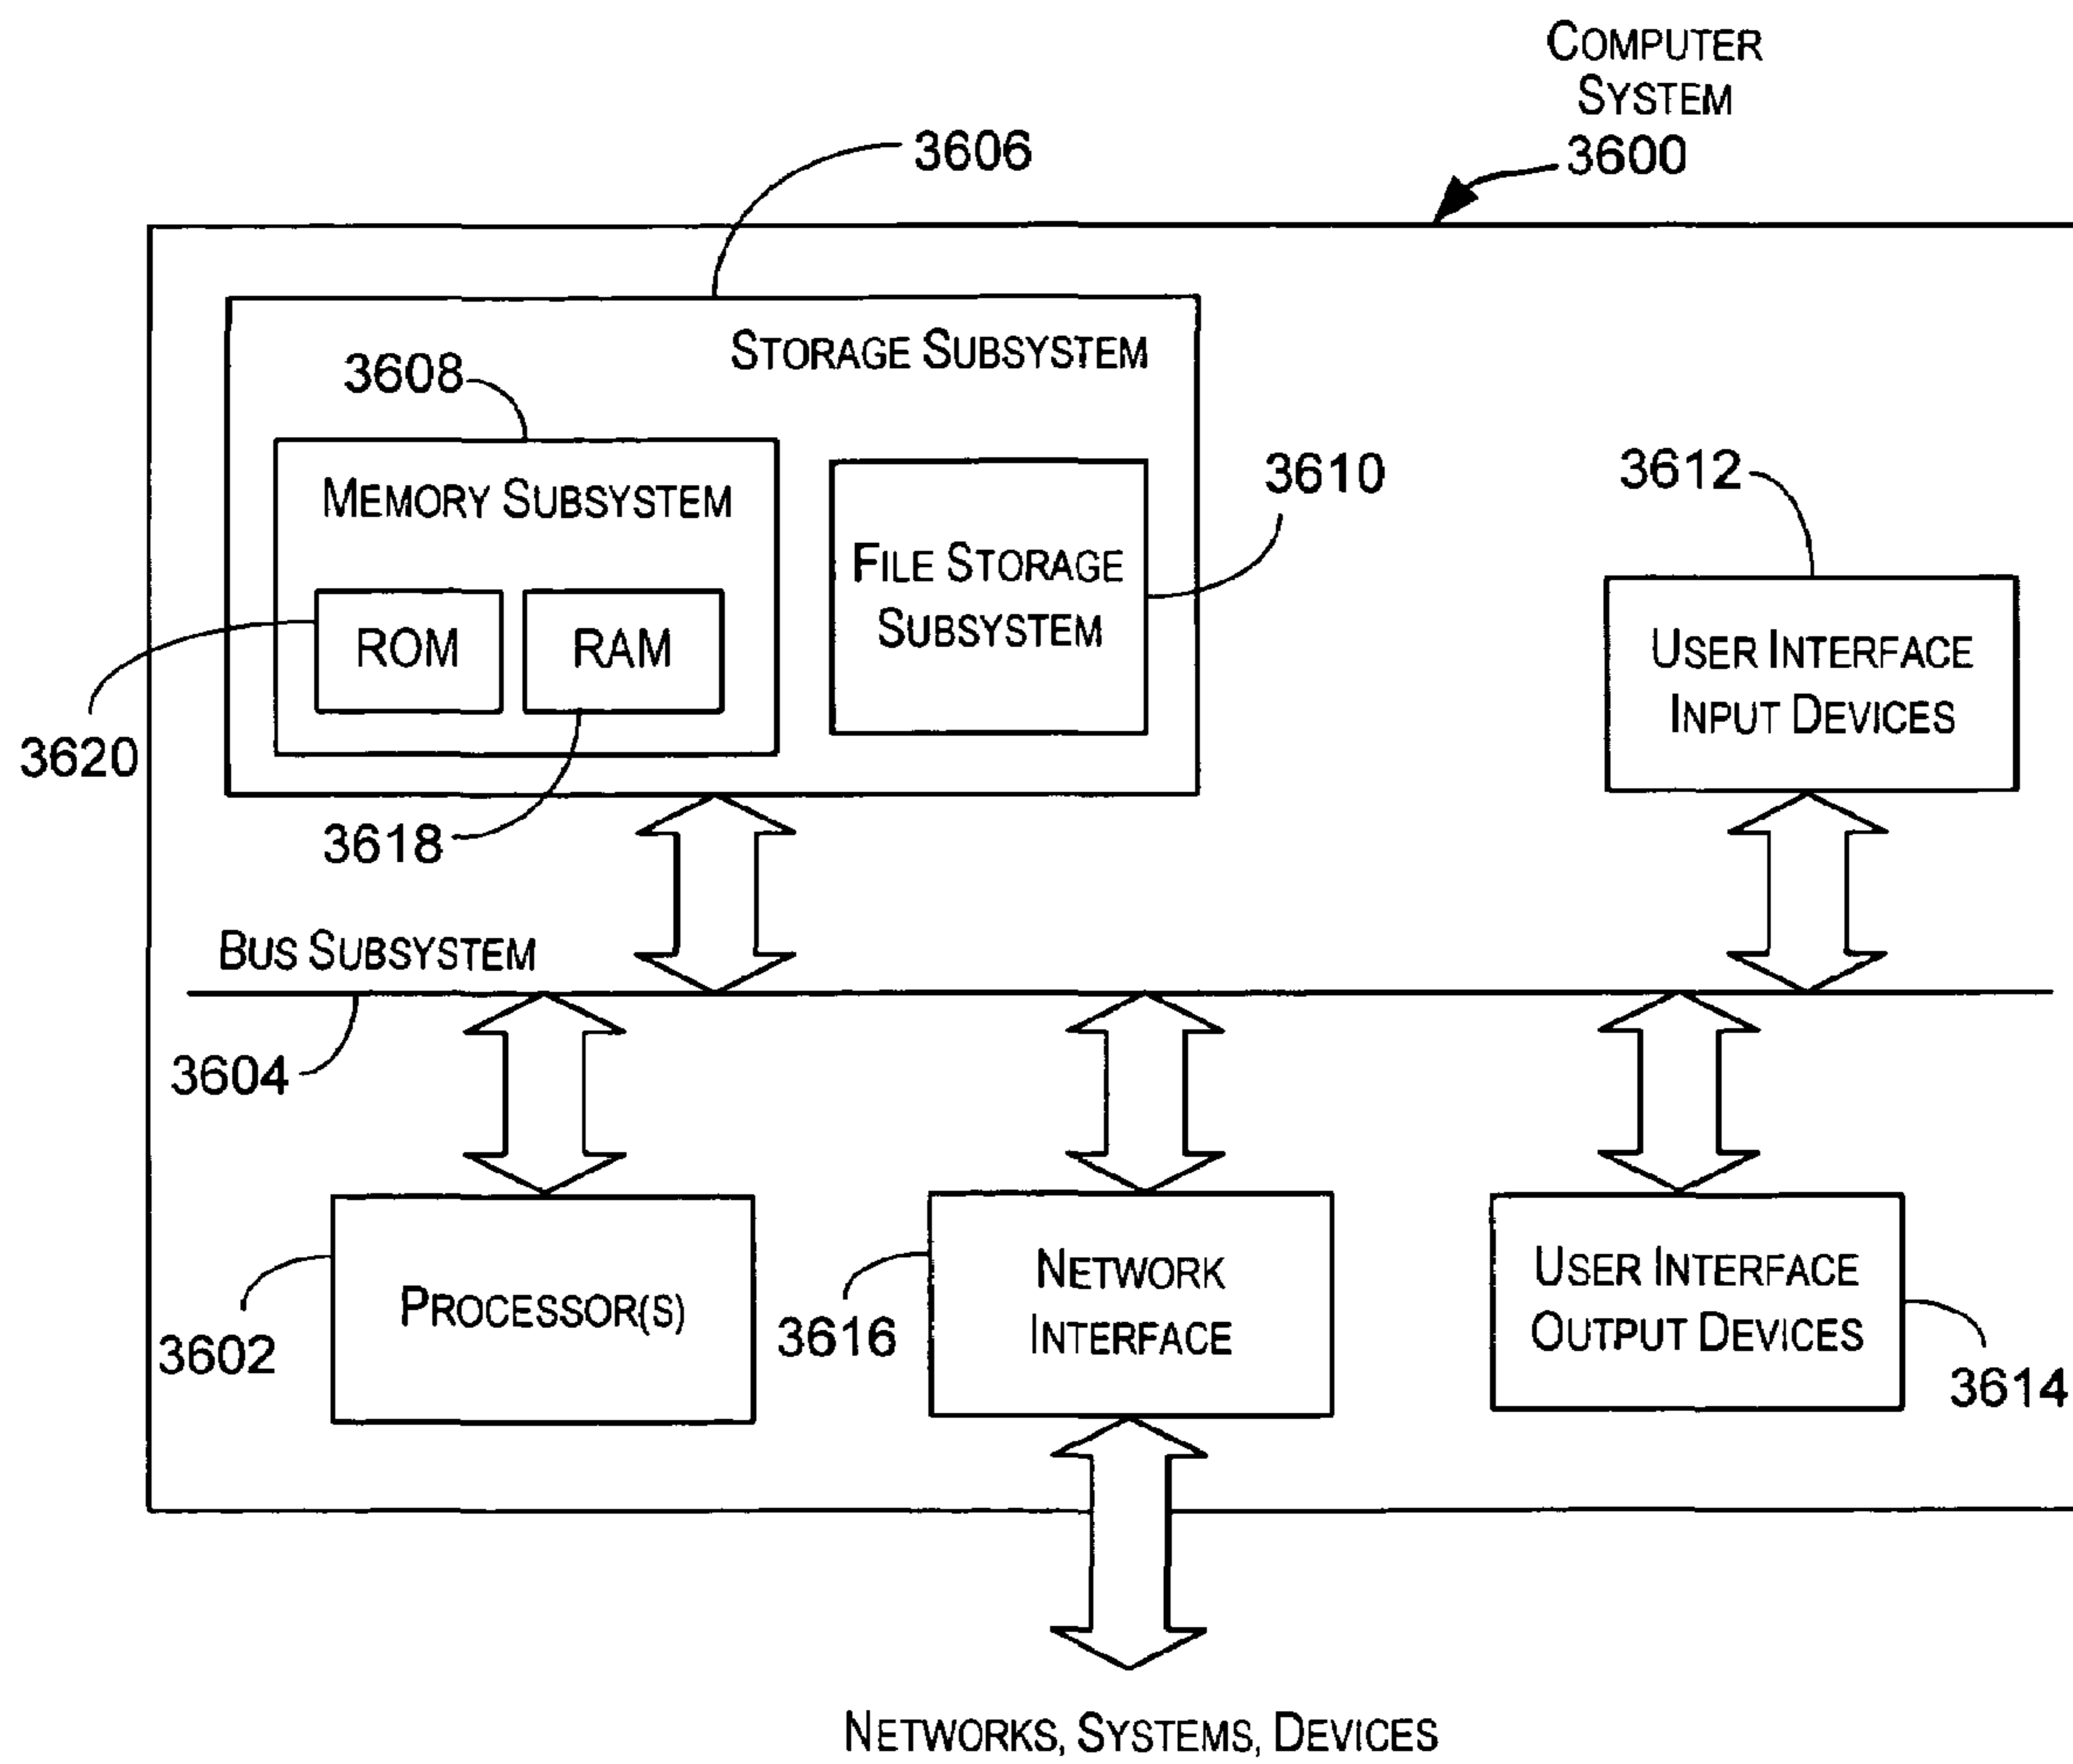 COMPUTER
SYSTEM
3600
3606
STORAGE SUBSYSTEM
3608
MEMORY SUBSYSTEM
3610
FILE STORAGE
SUBSYSTEM
3612
USER INTERFACE
INPUT DEVICES
ROM
RAM
3620
3618
BUS SUBSYSTEM
3604
PROCESSOR(S)
3602
NETWORK
INTERFACE
3616
USER INTERFACE
OUTPUT DEVICES
3614
NETWORKS, SYSTEMS, DEVICES